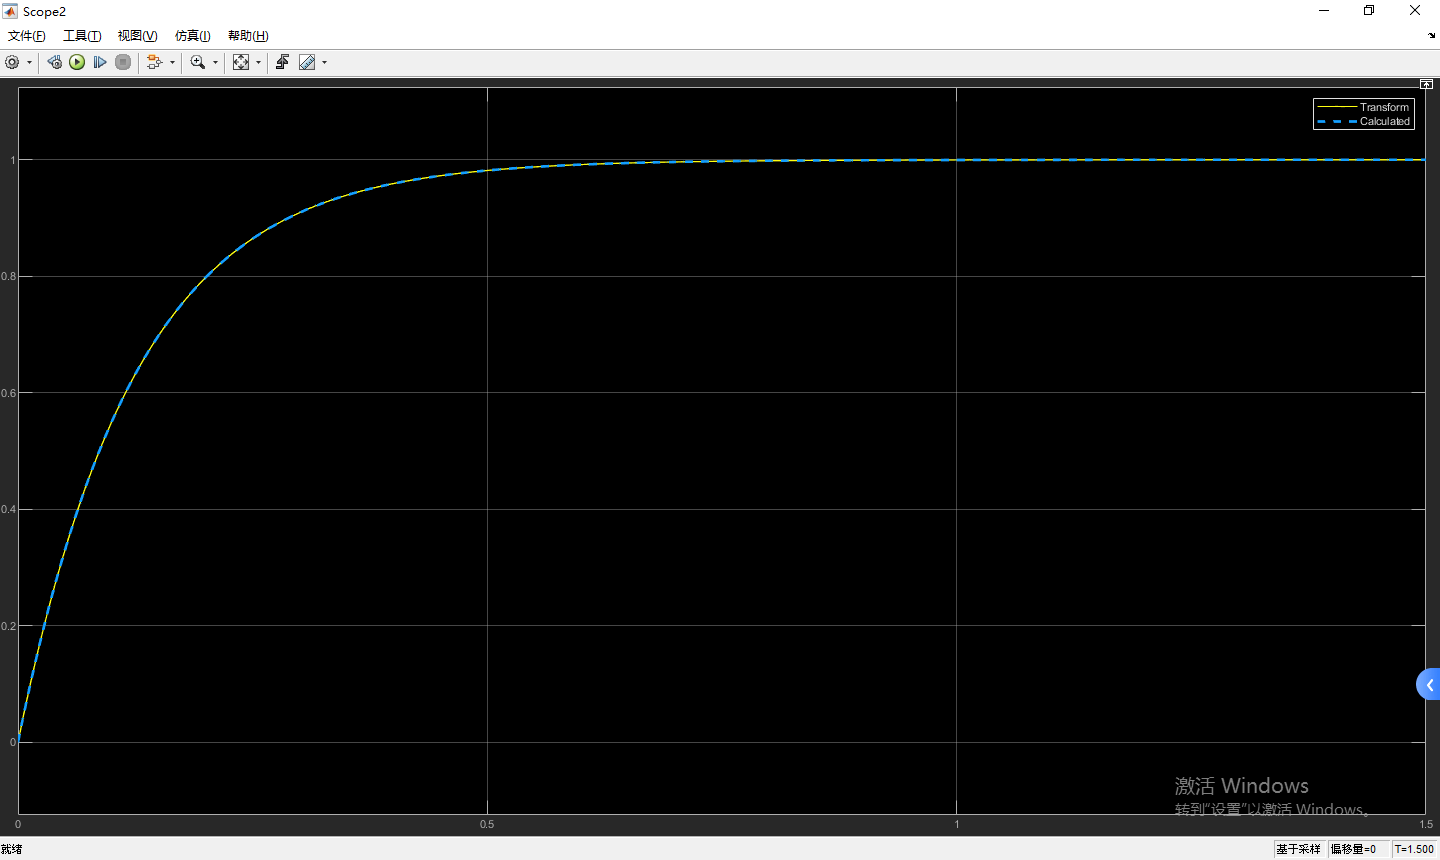 Scope2
文件(F) 工具(T) 视图(V) 仿真(I) 帮助(H)
Transform
Calculated
1
0.8
0.6
0.4
0.2
0
0 0.5 1 1.5
激活 Windows
转到“设置”以激活 Windows。
就绪
基于采样 偏移量=0 T=1.500